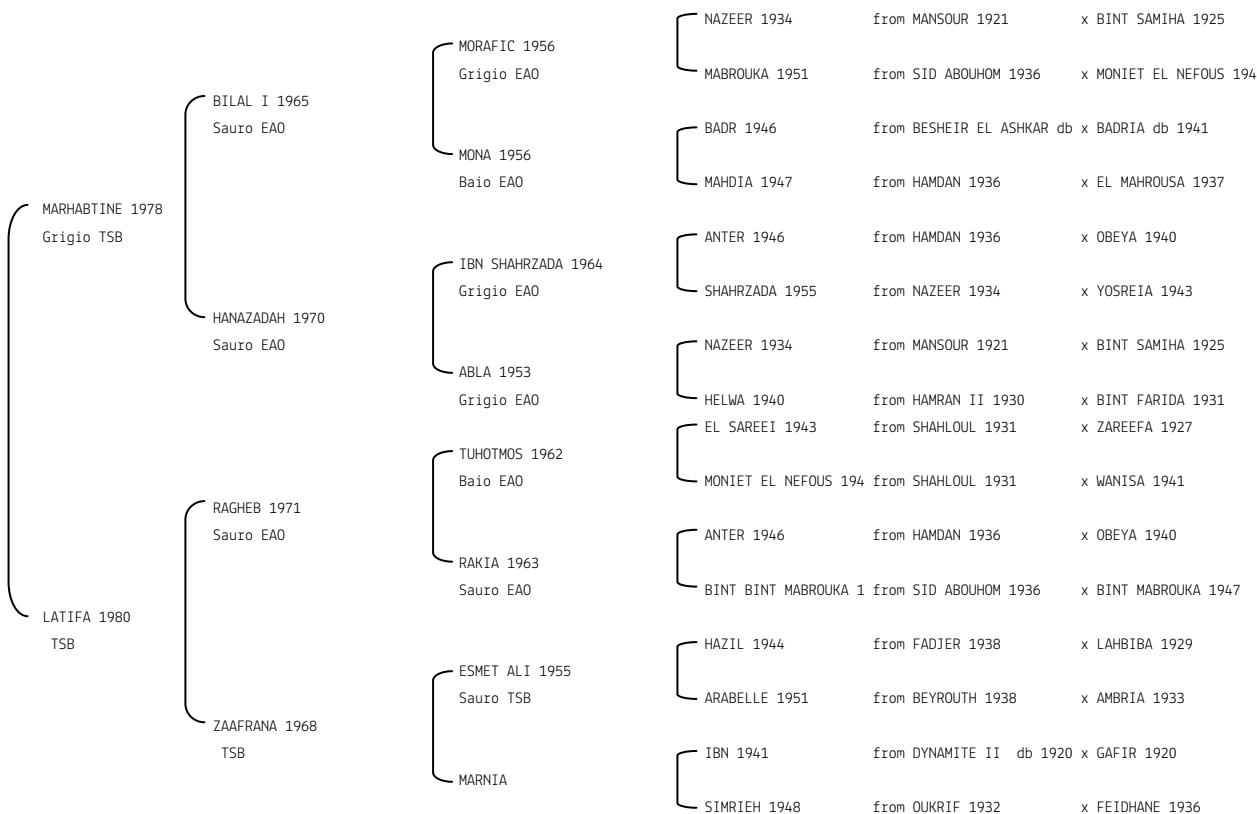 NAZEER 1934 from MANSOUR 1921 x BINT SAMIHA 1925
MORAFIC 1956
Grigio EAO
MABROUKA 1951 from SID ABOUHOM 1936 x MONIET EL NEFOUS 194
BILAL I 1965
Sauro EAO
BADR 1946 from BESHEIR EL ASHKAR db x BADRIA db 1941
MONA 1956
Baio EAO
MAHDIA 1947 from HAMDAN 1936 x EL MAHROUSA 1937
MARHABTINE 1978
Grigio TSB
ANTER 1946 from HAMDAN 1936 x OBEYA 1940
IBN SHAHRZADA 1964
Grigio EAO
SHAHRZADA 1955 from NAZEER 1934 x YOSREIA 1943
HANAZADAH 1970
Sauro EAO
NAZEER 1934 from MANSOUR 1921 x BINT SAMIHA 1925
ABLA 1953
Grigio EAO
HELWA 1940 from HAMRAN II 1930 x BINT FARIDA 1931
EL SAREEI 1943 from SHAHLOUL 1931 x ZAREEFA 1927
TUHOTMOS 1962
Baio EAO
MONIET EL NEFOUS 194 from SHAHLOUL 1931 x WANISA 1941
RAGHEB 1971
Sauro EAO
ANTER 1946 from HAMDAN 1936 x OBEYA 1940
RAKIA 1963
Sauro EAO
BINT BINT MABROUKA 1 from SID ABOUHOM 1936 x BINT MABROUKA 1947
LATIFA 1980
TSB
HAZIL 1944 from FADJER 1938 x LAHBIBA 1929
ESMET ALI 1955
Sauro TSB
ARABELLE 1951 from BEYROUTH 1938 x AMBRIA 1933
ZAAFRANA 1968
TSB
IBN 1941 from DYNAMITE II db 1920 x GAFIR 1920
MARNIA
SIMRIEH 1948 from OUKRIF 1932 x FEIDHANE 1936